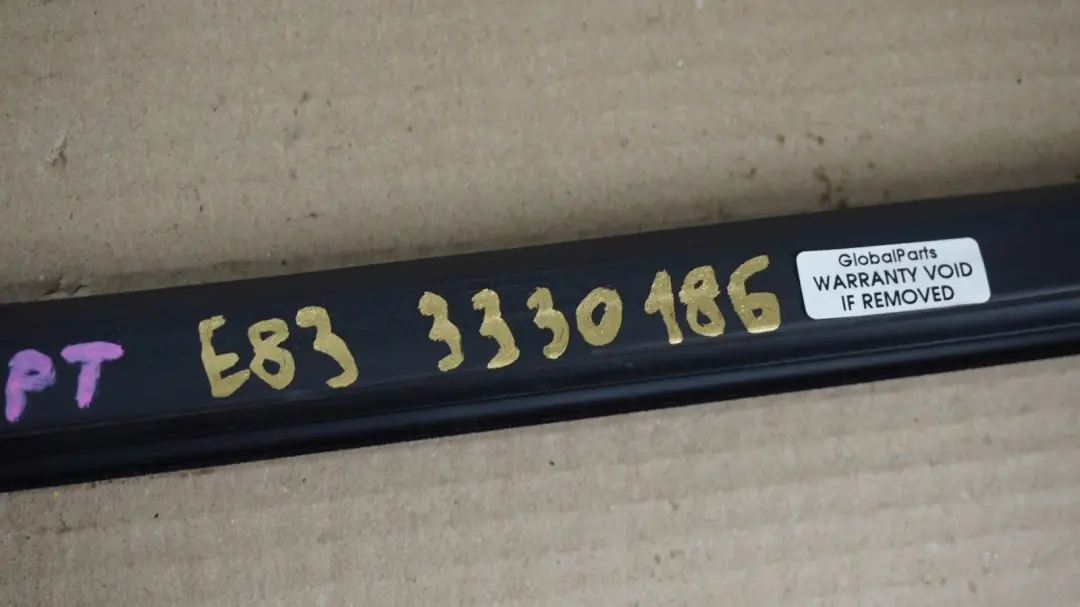 PT E83 3330186
GlobalParts
WARRANTY VOID
IF REMOVED